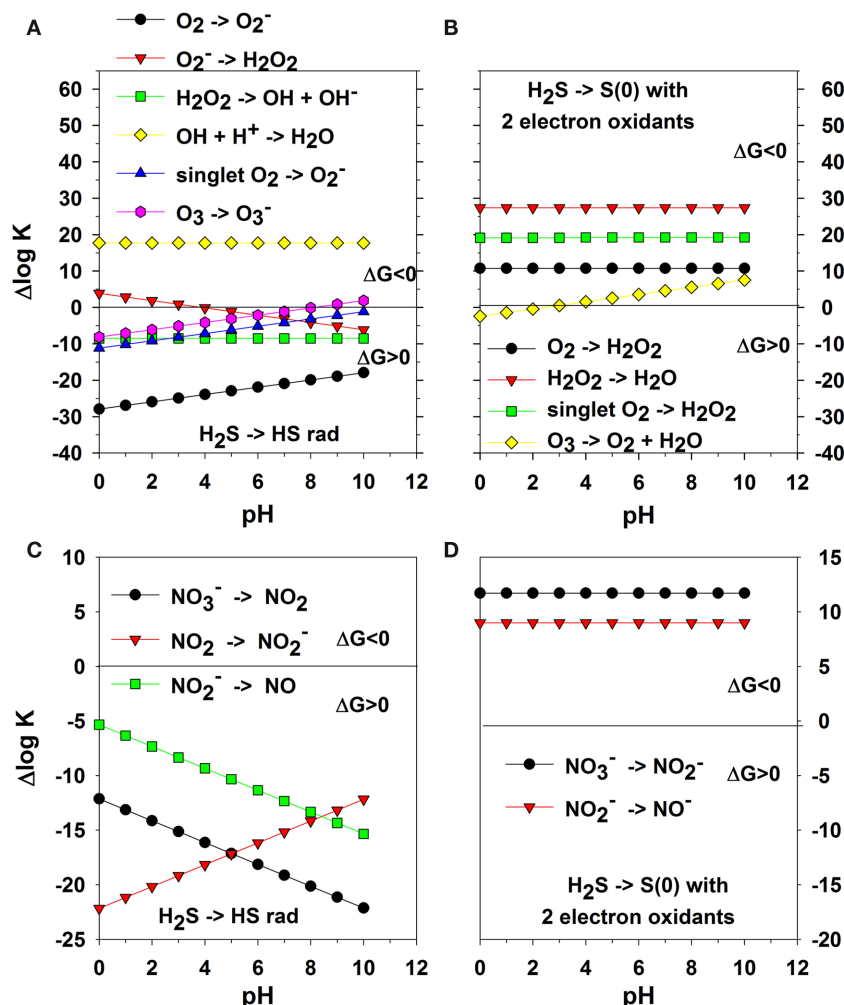 A
O₂ -> O₂⁻
O₂⁻ -> H₂O₂
H₂O₂ -> OH + OH⁻
OH + H⁺ -> H₂O
singlet O₂ -> O₂⁻
O₃ -> O₃⁻
60
50
40
30
20
10
0
-10
-20
-30
-40
Δlog K
ΔG<0
ΔG>0
H₂S -> HS rad
0 2 4 6 8 10 12
pH
B
H₂S -> S(0) with
2 electron oxidants
ΔG<0
ΔG>0
O₂ -> H₂O₂
H₂O₂ -> H₂O
singlet O₂ -> H₂O₂
O₃ -> O₂ + H₂O
60
50
40
30
20
10
0
-10
-20
-30
-40
0 2 4 6 8 10 12
pH
C
10
5
0
-5
-10
-15
-20
-25
Δlog K
NO₃⁻ -> NO₂
NO₂ -> NO₂⁻
NO₂⁻ -> NO
ΔG<0
ΔG>0
H₂S -> HS rad
0 2 4 6 8 10 12
pH
D
15
10
5
0
-5
-10
-15
-20
ΔG<0
ΔG>0
NO₃⁻ -> NO₂⁻
NO₂⁻ -> NO⁻
H₂S -> S(0) with
2 electron oxidants
0 2 4 6 8 10 12
pH